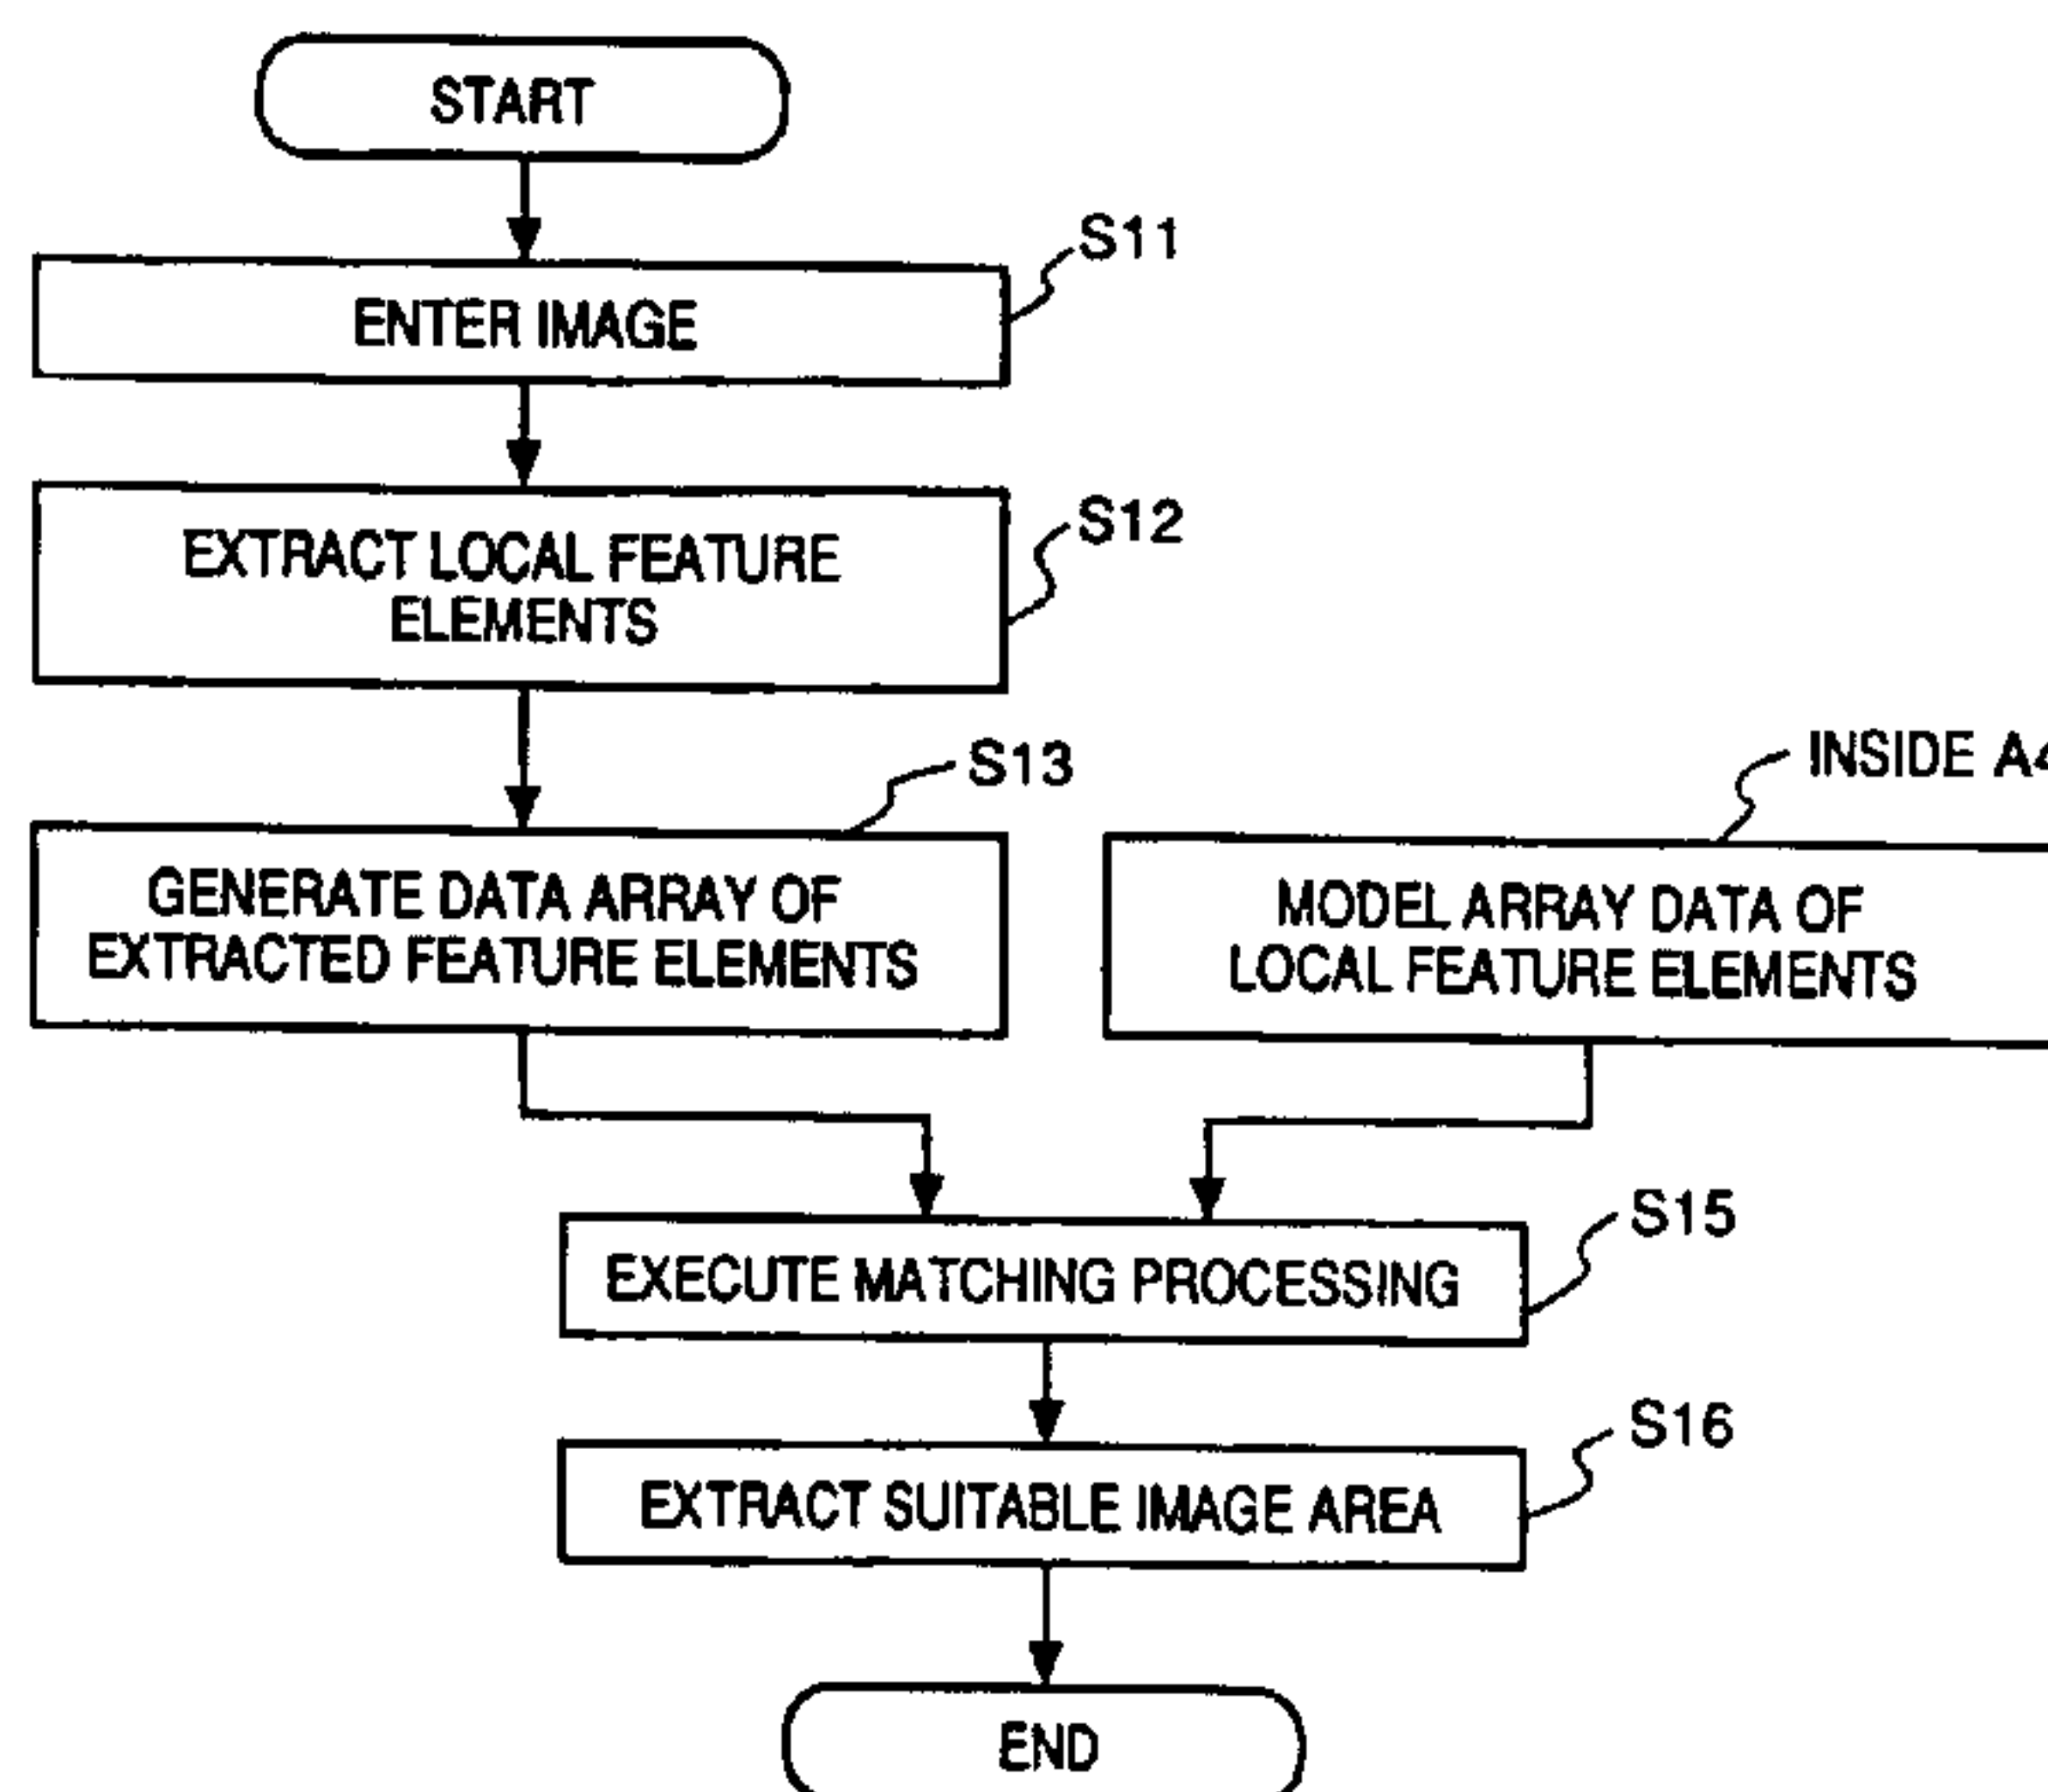 START
S11
ENTER IMAGE
S12
EXTRACT LOCAL FEATURE
ELEMENTS
S13
INSIDE
GENERATE DATA ARRAY OF
EXTRACTED FEATURE ELEMENTS
MODEL ARRAY DATA OF
LOCAL FEATURE ELEMENTS
S15
EXECUTE MATCHING PROCESSING
S16
EXTRACT SUITABLE IMAGE AREA
END